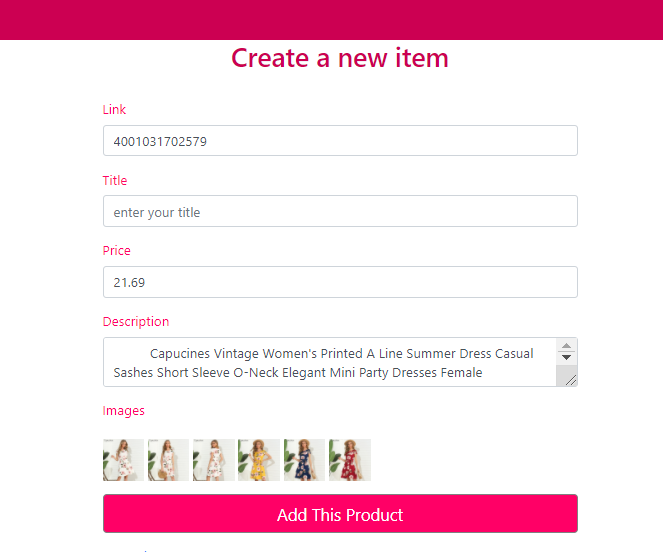 Create a new item
Link
4001031702579
Title
enter your title
Price
21.69
Description
Capucines Vintage Women's Printed A Line Summer Dress Casual
Sashes Short Sleeve O-Neck Elegant Mini Party Dresses Female
Images
Add This Product